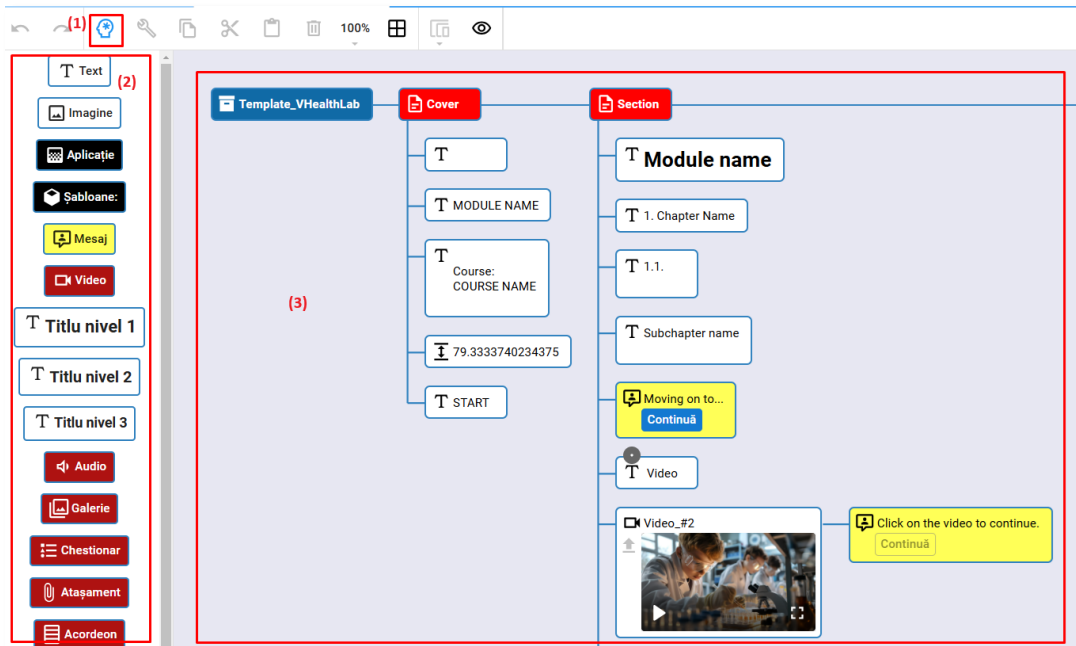 (1)
100%
(2)
Text
Imagine
Aplicație
Șabloane:
Mesaj
Video
Titlu nivel 1
Titlu nivel 2
Titlu nivel 3
Audio
Galerie
Chestionar
Atașament
Acordeon
(3)
Template_VHealthLab
Cover
MODULE NAME
Course:
COURSE NAME
79.3333740234375
START
Section
Module name
1. Chapter Name
1.1.
Subchapter name
Moving on to...
Continuă
Video
Video_#2
Click on the video to continue.
Continuă